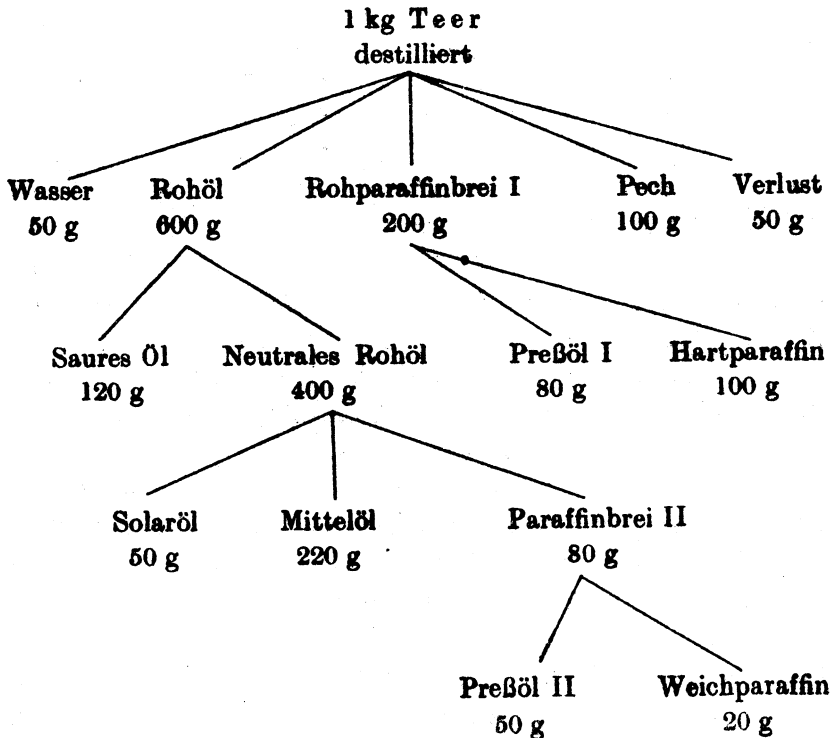 1 kg Teer
destilliert
Wasser Rohöl Rohparaffinbrei I Pech Verlust
50 g 600 g 200 g 100 g 50 g
Saures Öl Neutrales Rohöl Preßöl I Hartparaffin
120 g 400 g 80 g 100 g
Solaröl Mittelöl Paraffinbrei II
50 g 220 g 80 g
Preßöl II Weichparaffin
50 g 20 g